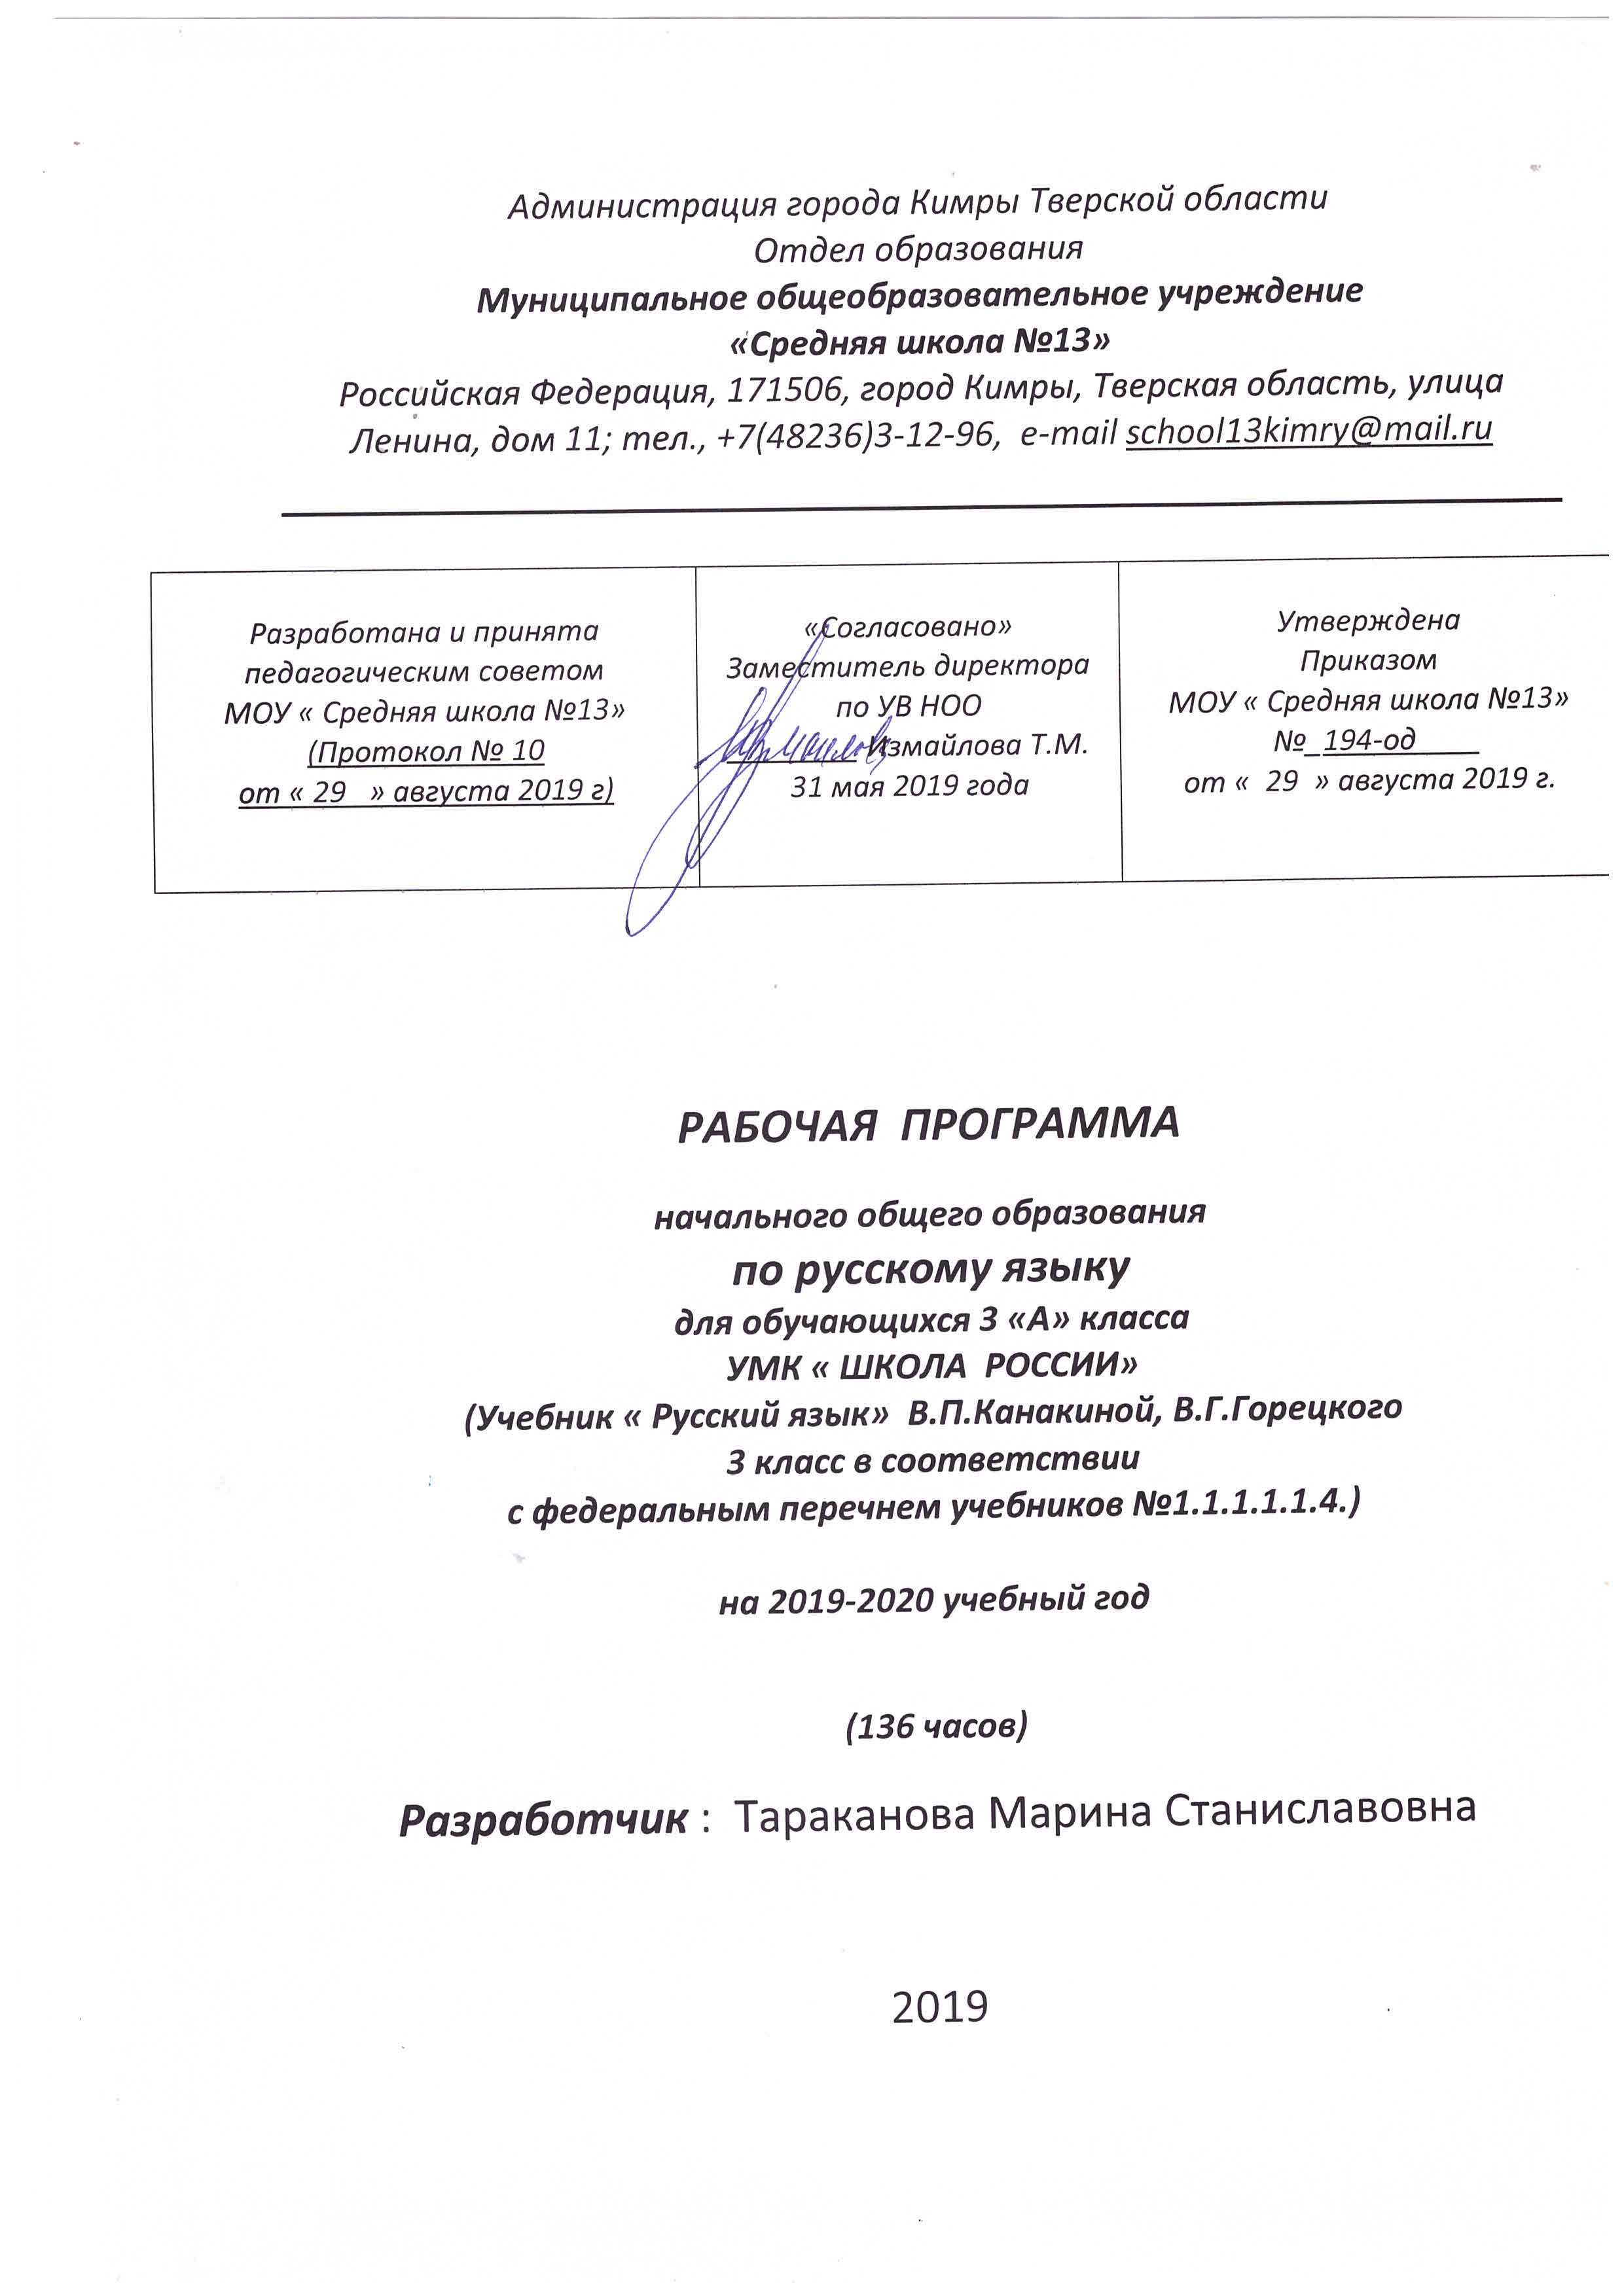 Администрация города Кимры Тверской области
Отдел образования
Муниципальное общеобразовательное учреждение
«Средняя школа №13»
Российская Федерация, 171506, город Кимры, Тверская область, улица
Ленина, дом 11; тел., +7(48236)3-12-96, e-mail school13kimry@mail.ru
Разработана и принята
педагогическим советом
МОУ « Средняя школа №13»
(Протокол № 10
от « 29 » августа 2019 г)
«Согласовано»
Заместитель директора
по УВ НОО
Измайлова Т.М.
31 мая 2019 года
Утверждена
Приказом
МОУ « Средняя школа №13»
№_194-од____
от « 29 » августа 2019 г.
РАБОЧАЯ ПРОГРАММА
начального общего образования
по русскому языку
для обучающихся 3 «А» класса
УМК « ШКОЛА РОССИИ»
(Учебник « Русский язык» В.П.Канакиной, В.Г.Горецкого
3 класс в соответствии
с федеральным перечнем учебников №1.1.1.1.1.4.)
на 2019-2020 учебный год
(136 часов)
Разработчик : Тараканова Марина Станиславовна
2019